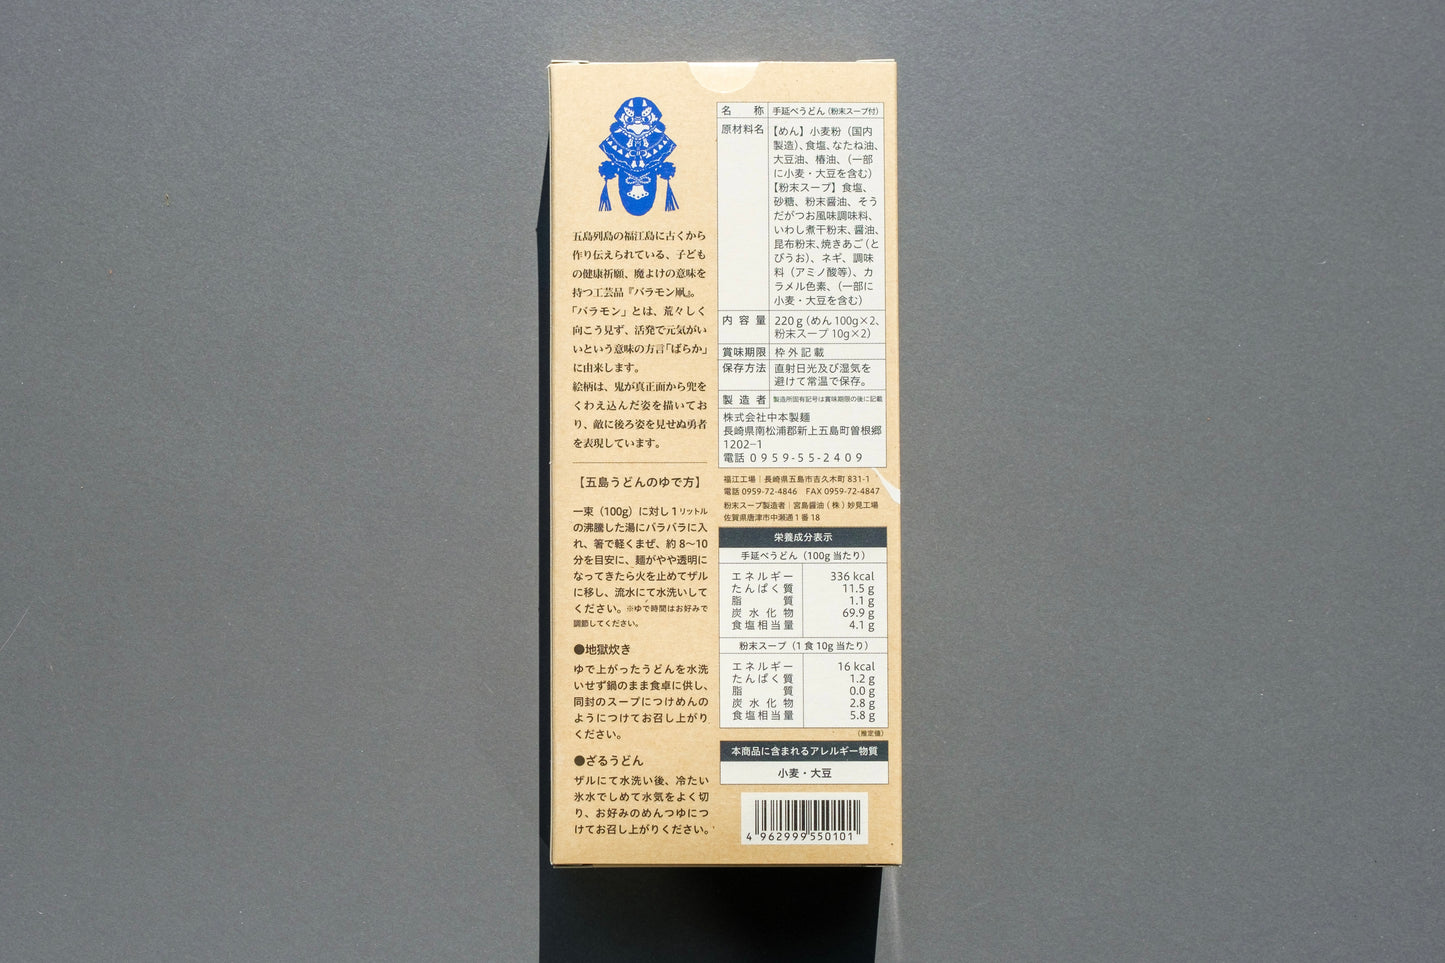 五島列島の福江島に古くから
作り伝えられている、子ども
の健康祈願、魔よけの意味を
持つ工芸品『バラモン凧』。
「バラモン」とは、荒々しく
向こう見ず、活発で元気がい
いという意味の方言「ばらか」
に由来します。
絵柄は、鬼が真正面から兜を
くわえ込んだ姿を描いてお
り、敵に後ろ姿を見せぬ勇者
を表現しています。
【五島うどんのゆで方】
一束（100g）に対し1リットル
の沸騰した湯にバラバラに入
れ、箸で軽くまぜ、約8〜10
分を目安に、麺がやや透明に
なってきたら火を止めてザル
に移し、流水にて水洗いして
ください。※ゆで時間はお好みで
調節してください。
●地獄炊き
ゆで上がったうどんを水洗
いせず鍋のまま食卓に供し、
同封のスープにつけめんの
ようにつけてお召し上がり
ください。
●ざるうどん
ザルにて水洗い後、冷たい
氷水でしめて水気をよく切
り、お好みのめんつゆにつ
けてお召し上がりください。
名称 手延べうどん（粉末スープ付）
原材料名 【めん】小麦粉（国内
製造）、食塩、なたね油、
大豆油、椿油、（一部
に小麦・大豆を含む）
【粉末スープ】食塩、
砂糖、粉末醤油、そう
だがつお風味調味料、
いわし煮干粉末、醤油、
昆布粉末、焼きあご（と
びうお）、ネギ、調味
料（アミノ酸等）、カ
ラメル色素、（一部に
小麦・大豆を含む）
内容量 220g（めん100g×2、
粉末スープ10g×2）
賞味期限 枠外記載
保存方法 直射日光及び湿気を
避けて常温で保存。
製造者 製造所固有記号は賞味期限の後に記載
株式会社中本製麺
長崎県南松浦郡新上五島町曽根郷
1202−1
電話 0959-55-2409
福江工場｜長崎県五島市吉久木町831-1
電話 0959-72-4846 FAX 0959-72-4847
粉末スープ製造者｜宮島醤油（株）妙見工場
佐賀県唐津市中瀬通1番18
栄養成分表示
手延べうどん（100g当たり）
エネルギー 336 kcal
たんぱく質 11.5 g
脂質 1.1 g
炭水化物 69.9 g
食塩相当量 4.1 g
粉末スープ（1食10g当たり）
エネルギー 16 kcal
たんぱく質 1.2 g
脂質 0.0 g
炭水化物 2.8 g
食塩相当量 5.8 g
（推定値）
本商品に含まれるアレルギー物質
小麦・大豆
4 962999 550101